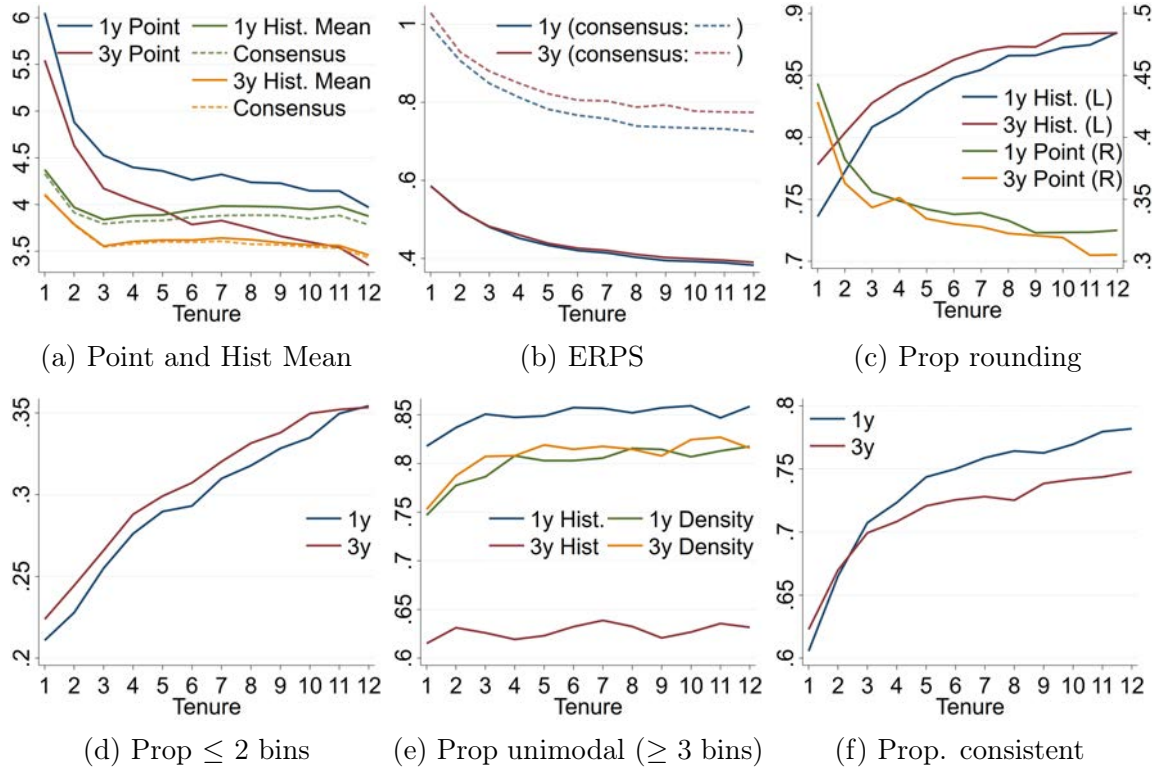 6
5.5
5
4.5
4
3.5
1y Point
1y Hist. Mean
3y Point
Consensus
3y Hist. Mean
Consensus
1 2 3 4 5 6 7 8 9 10 11 12
Tenure
(a) Point and Hist Mean
1
.8
.6
.4
1y (consensus: )
3y (consensus: )
1 2 3 4 5 6 7 8 9 10 11 12
Tenure
(b) ERPS
.9
.85
.8
.75
.7
.5
.45
.4
.35
.3
1y Hist. (L)
3y Hist. (L)
1y Point (R)
3y Point (R)
1 2 3 4 5 6 7 8 9 10 11 12
Tenure
(c) Prop rounding
.35
.3
.25
.2
1y
3y
1 2 3 4 5 6 7 8 9 10 11 12
Tenure
(d) Prop ≤ 2 bins
.85
.8
.75
.7
.65
.6
1y Hist.
1y Density
3y Hist
3y Density
1 2 3 4 5 6 7 8 9 10 11 12
Tenure
(e) Prop unimodal (≥ 3 bins)
.8
.75
.7
.65
.6
1y
3y
1 2 3 4 5 6 7 8 9 10 11 12
Tenure
(f) Prop. consistent